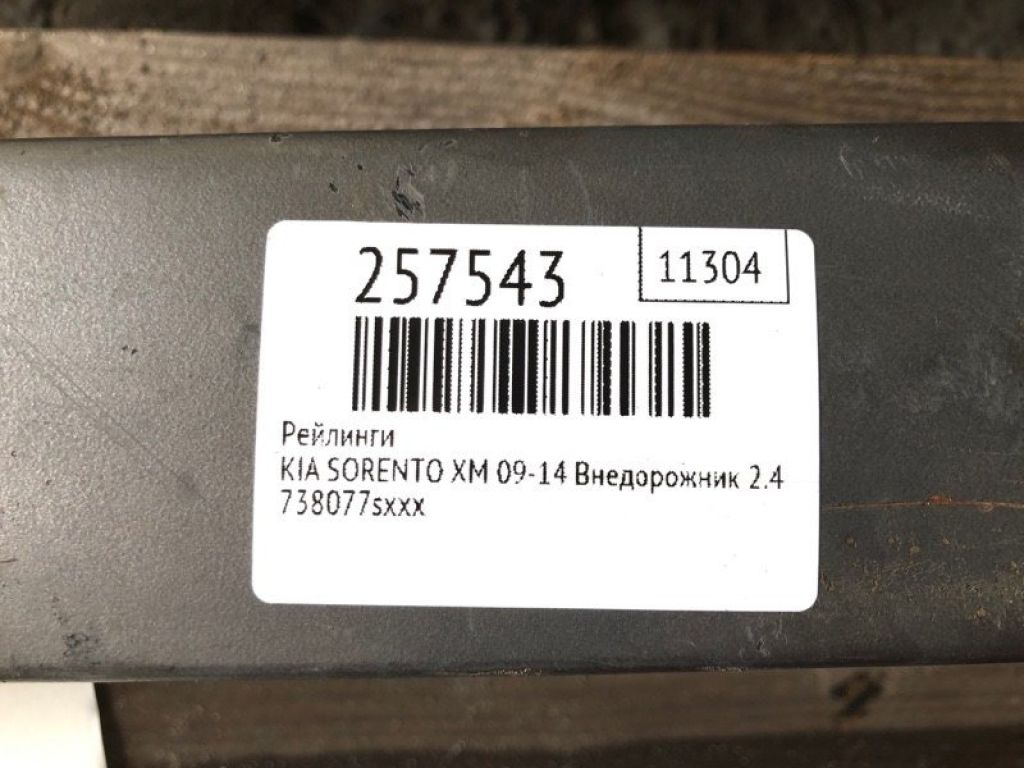 257543
11304
Рейлинги
KIA SORENTO XM 09-14 Внедорожник 2.4
738077sxxx